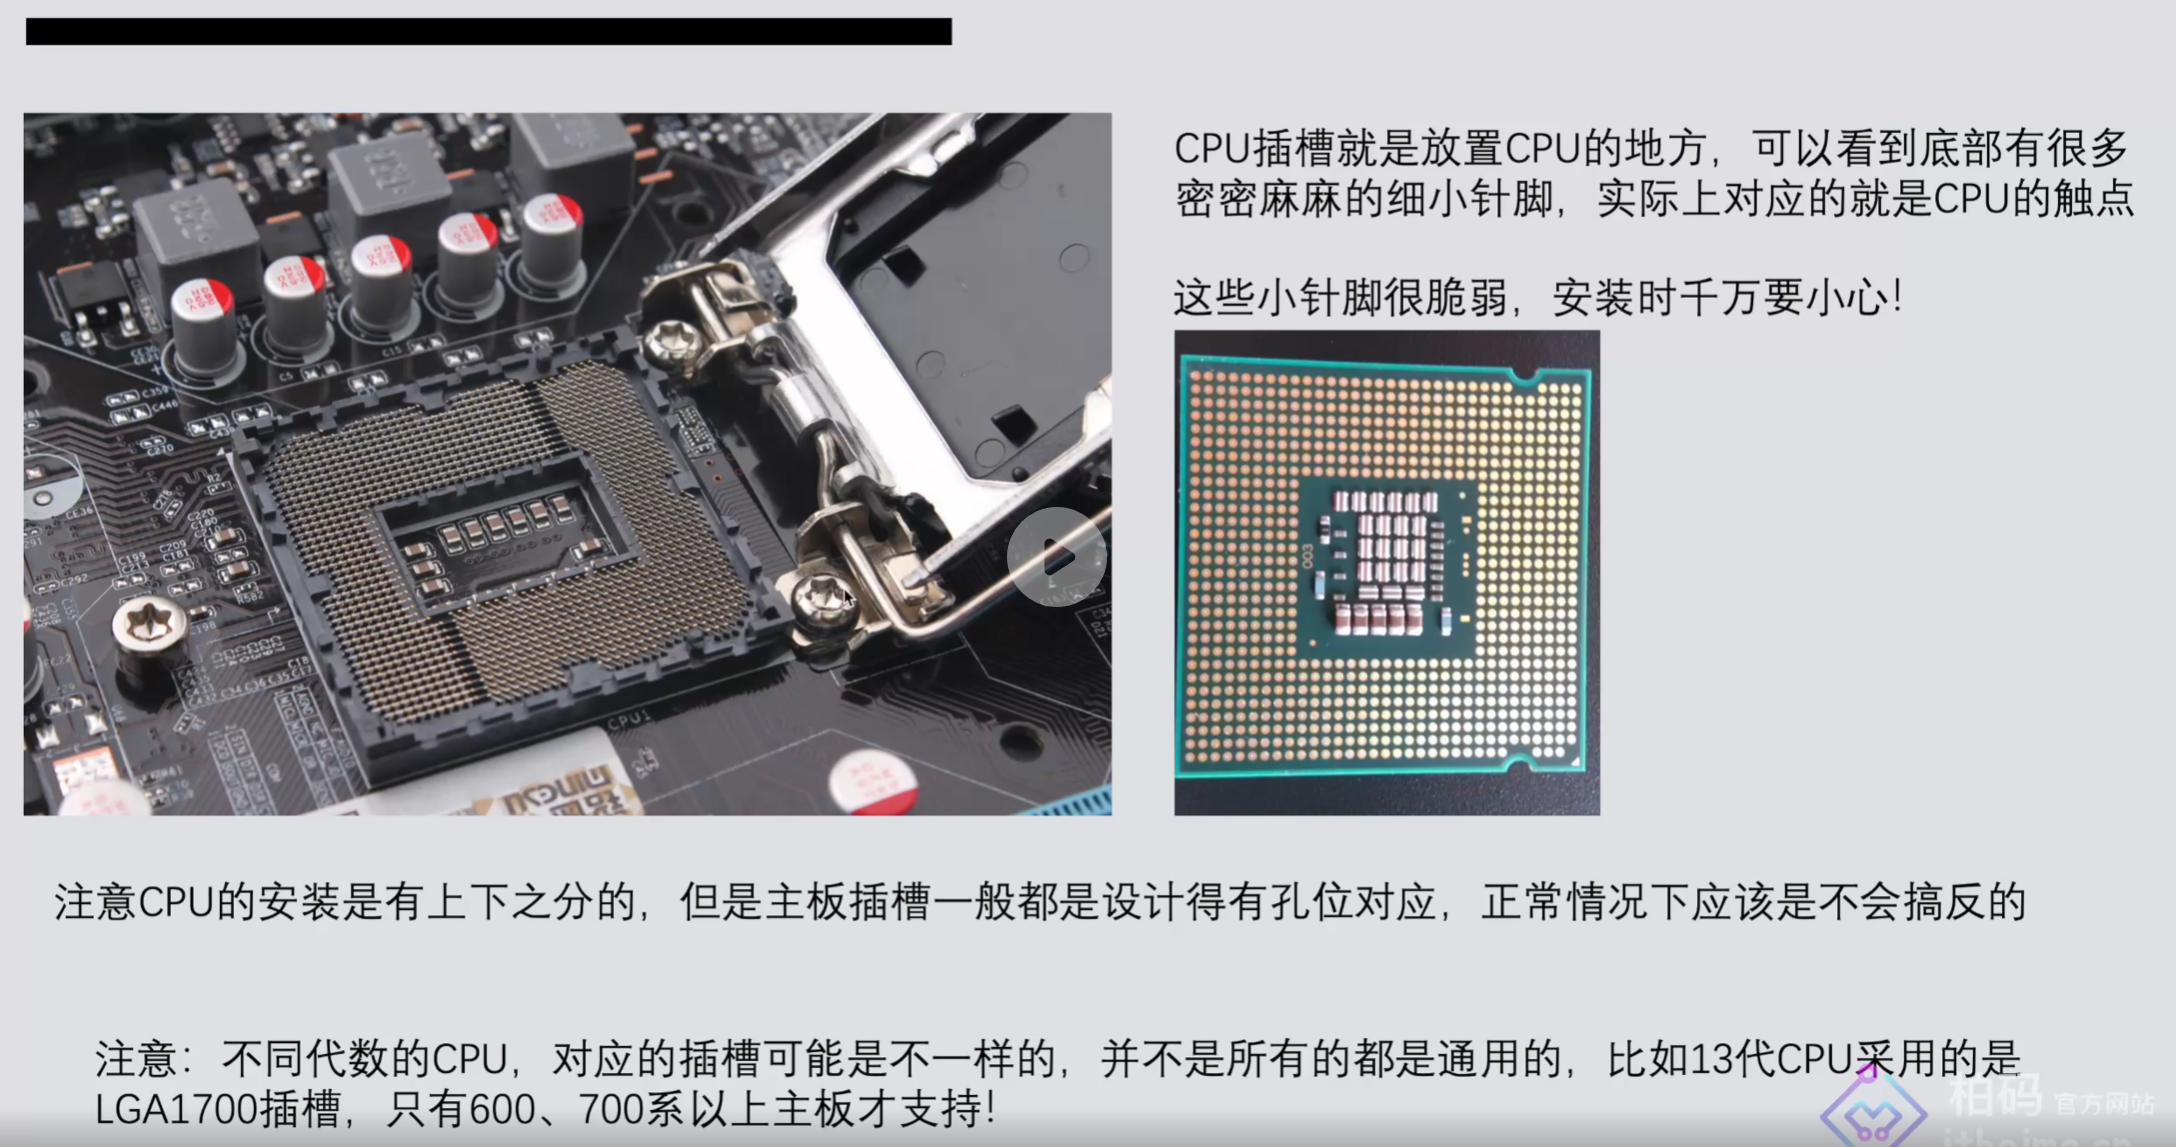 CPU插槽就是放置CPU的地方，可以看到底部有很多
密密麻麻的细小针脚，实际上对应的就是CPU的触点
这些小针脚很脆弱，安装时千万要小心！
CPU1
003
注意CPU的安装是有上下之分的，但是主板插槽一般都是设计得有孔位对应，正常情况下应该是不会搞反的
注意：不同代数的CPU，对应的插槽可能是不一样的，并不是所有的都是通用的，比如13代CPU采用的是
LGA1700插槽，只有600、700系以上主板才支持！
柏码 官方网站